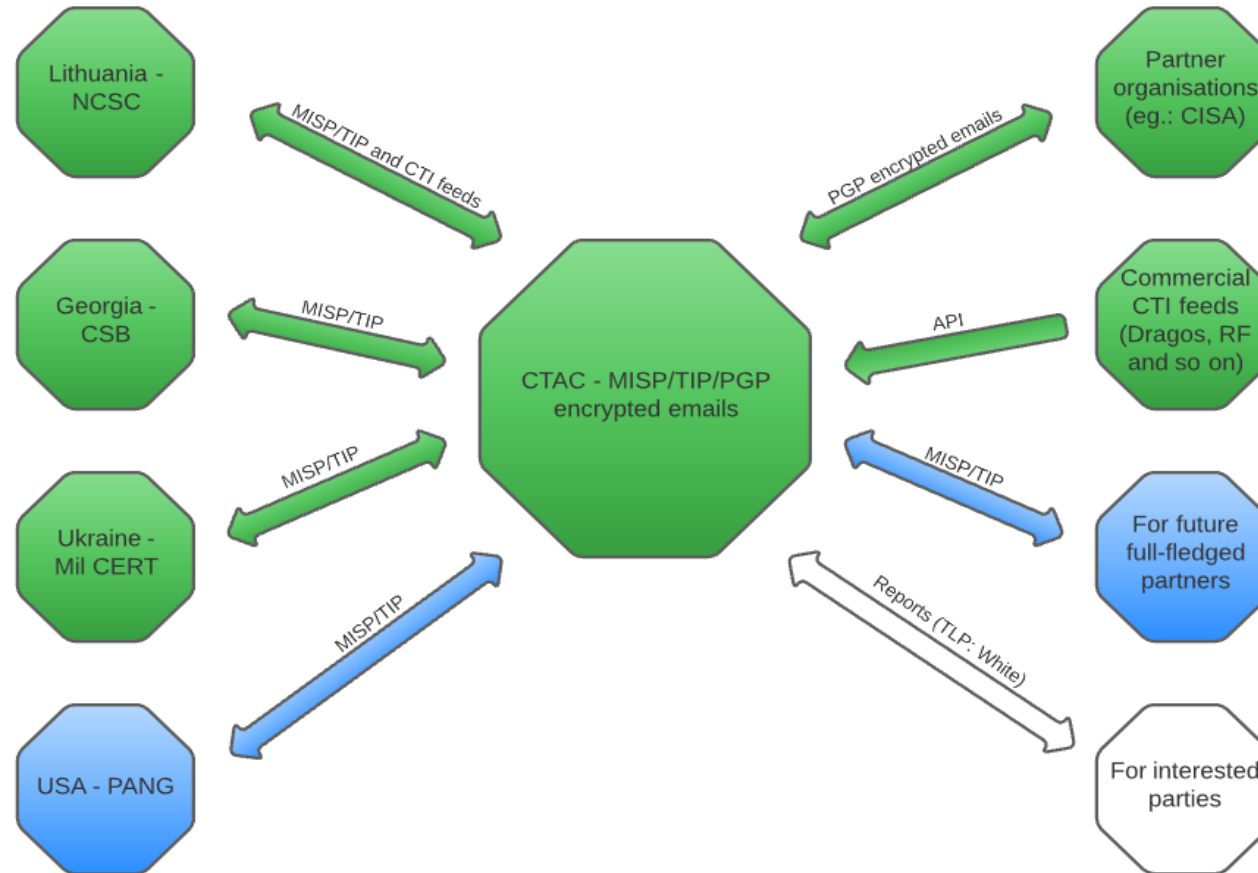 Lithuania -
NCSC
MISP/TIP and CTI feeds
PGP encrypted emails
Partner
organisations
(eg.: CISA)
Georgia -
CSB
MISP/TIP
CTAC - MISP/TIP/PGP
encrypted emails
API
Commercial
CTI feeds
(Dragos, RF
and so on)
Ukraine -
Mil CERT
MISP/TIP
MISP/TIP
For future
full-fledged
partners
USA - PANG
MISP/TIP
Reports (TLP: White)
For interested
parties